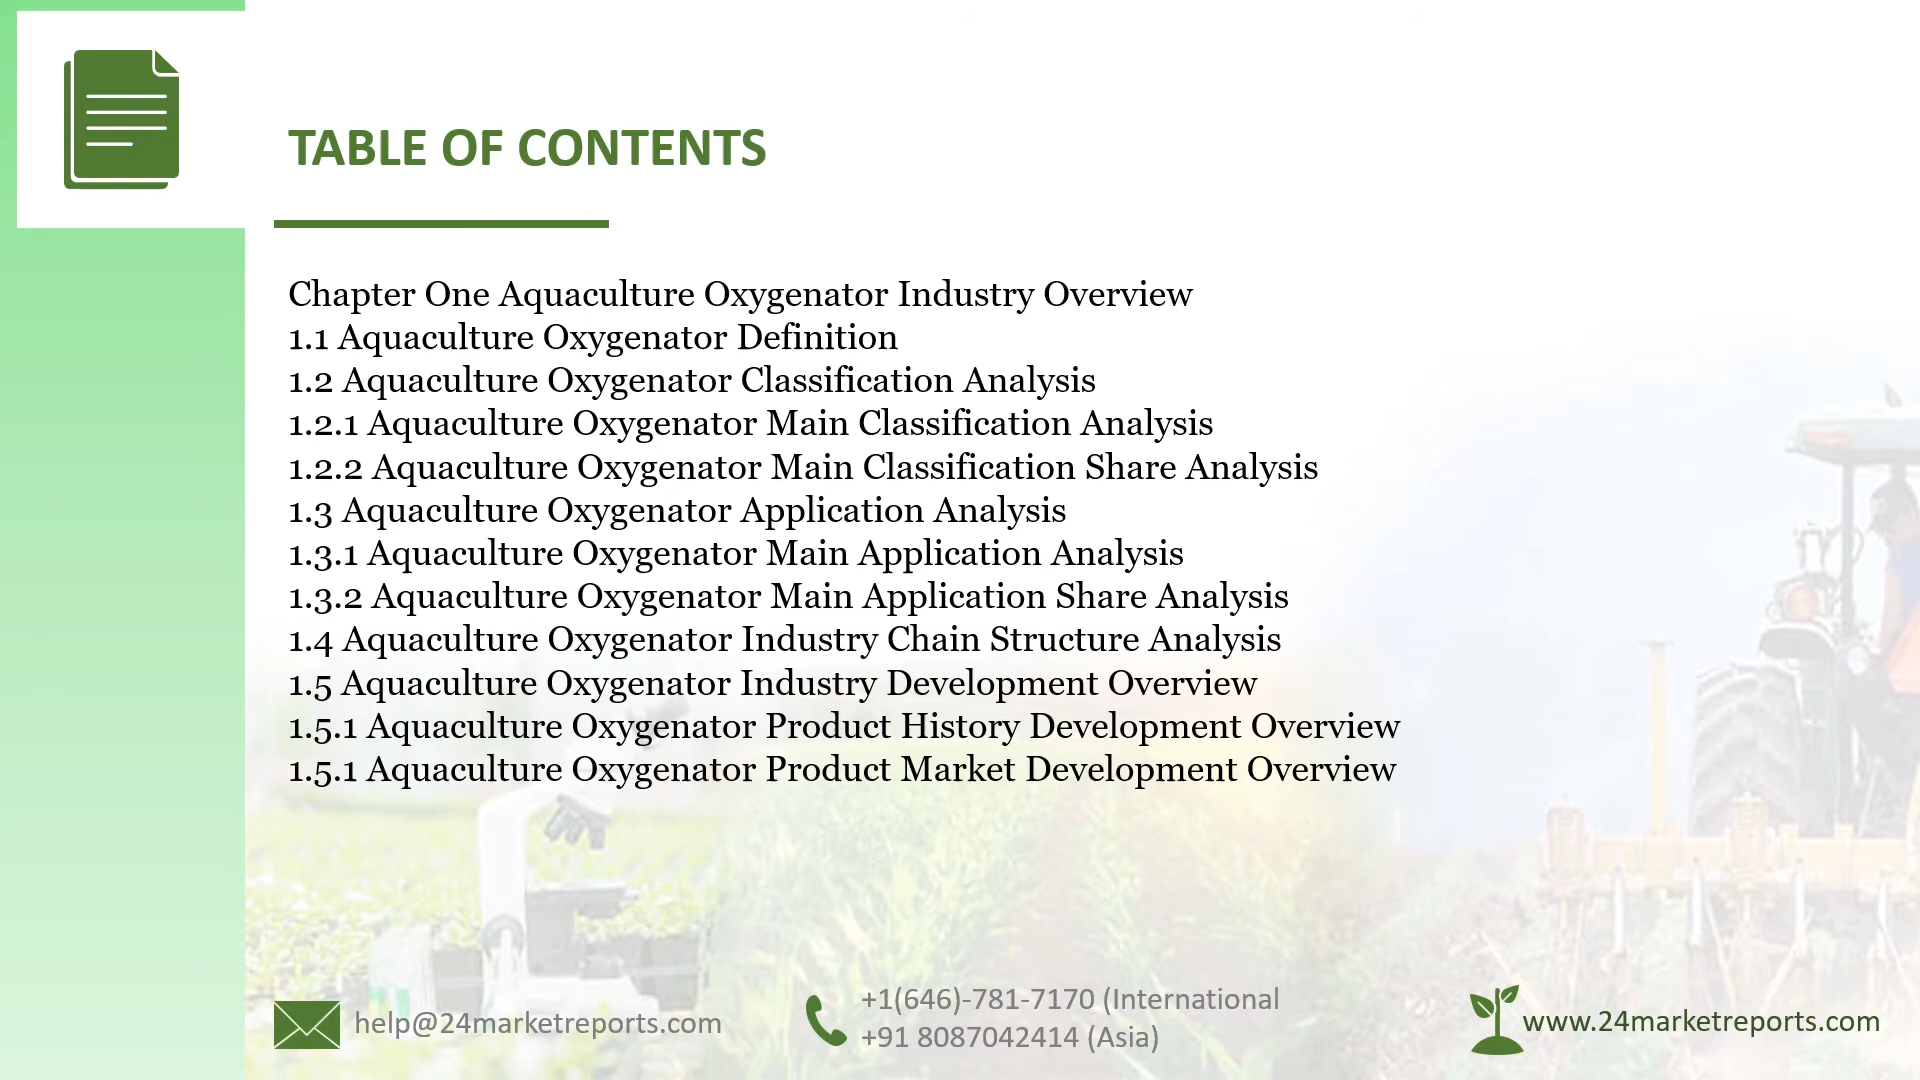 TABLE OF CONTENTS
Chapter One Aquaculture Oxygenator Industry Overview
1.1 Aquaculture Oxygenator Definition
1.2 Aquaculture Oxygenator Classification Analysis
1.2.1 Aquaculture Oxygenator Main Classification Analysis
1.2.2 Aquaculture Oxygenator Main Classification Share Analysis
1.3 Aquaculture Oxygenator Application Analysis
1.3.1 Aquaculture Oxygenator Main Application Analysis
1.3.2 Aquaculture Oxygenator Main Application Share Analysis
1.4 Aquaculture Oxygenator Industry Chain Structure Analysis
1.5 Aquaculture Oxygenator Industry Development Overview
1.5.1 Aquaculture Oxygenator Product History Development Overview
1.5.1 Aquaculture Oxygenator Product Market Development Overview
help@24marketreports.com
+1(646)-781-7170 (International
+91 8087042414 (Asia)
www.24marketreports.com